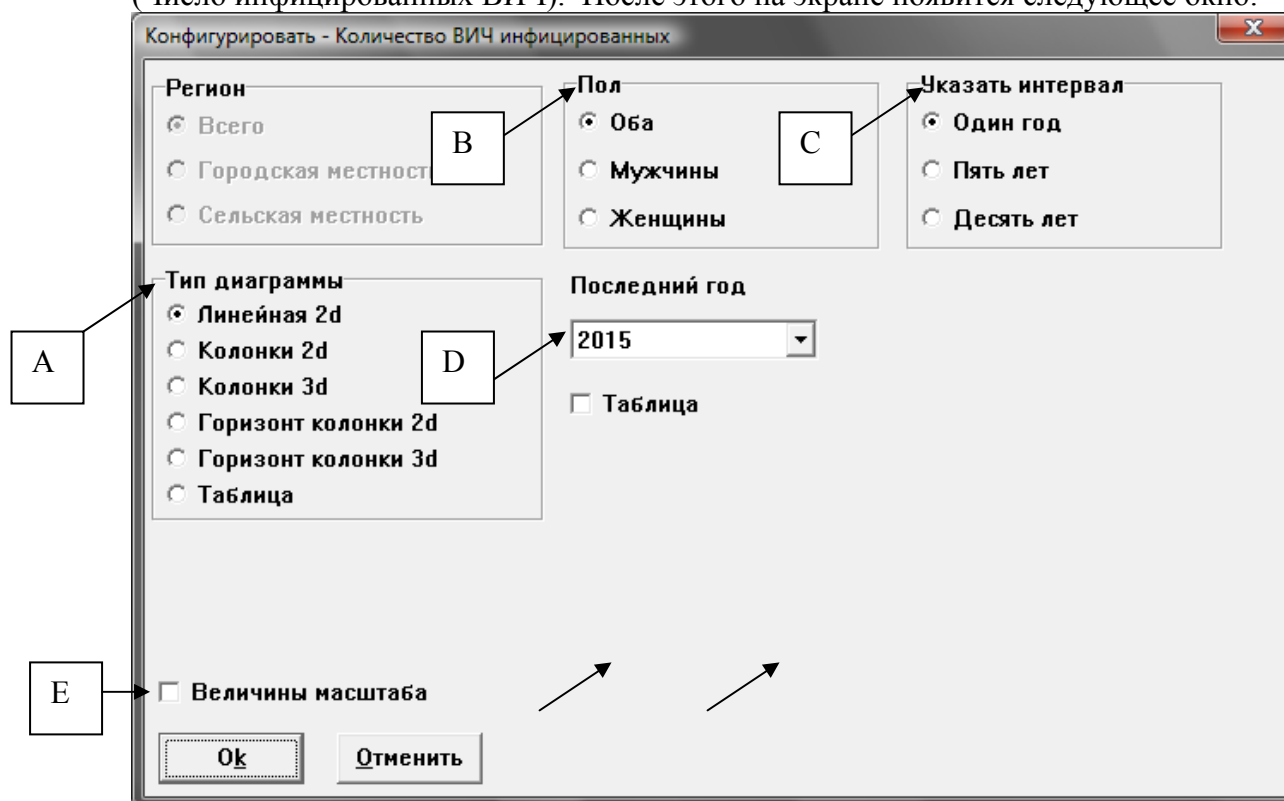 (Число инфицированных ВИЧ). После этого на экране появится следующее окно:
Конфигурировать - Количество ВИЧ инфицированных
Регион
Всего
Городская местность
Сельская местность
B
Пол
Оба
Мужчины
Женщины
C
Указать интервал
Один год
Пять лет
Десять лет
A
Тип диаграммы
Линейная 2d
Колонки 2d
Колонки 3d
Горизонт колонки 2d
Горизонт колонки 3d
Таблица
D
Последний год
2015
Таблица
E
Величины масштаба
Ok
Отменить